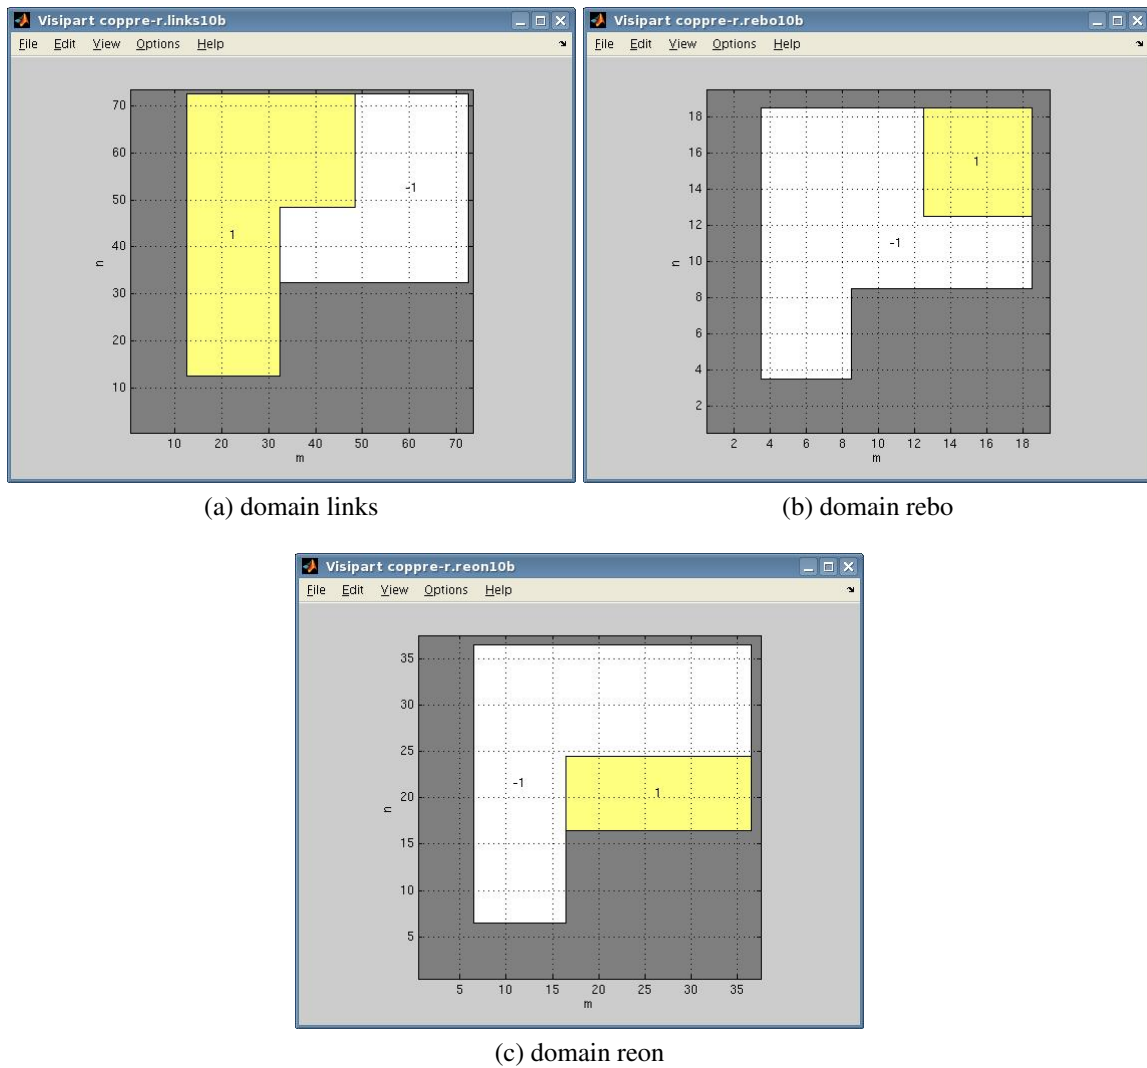 Visipart coppre-r.links10b
File Edit View Options Help
70
60
50
40
30
20
10
n
-1
1
10 20 30 40 50 60 70
m
(a) domain links
Visipart coppre-r.rebo10b
File Edit View Options Help
18
16
14
12
10
8
6
4
2
n
1
-1
2 4 6 8 10 12 14 16 18
m
(b) domain rebo
Visipart coppre-r.reon10b
File Edit View Options Help
35
30
25
20
15
10
5
n
-1
1
5 10 15 20 25 30 35
m
(c) domain reon